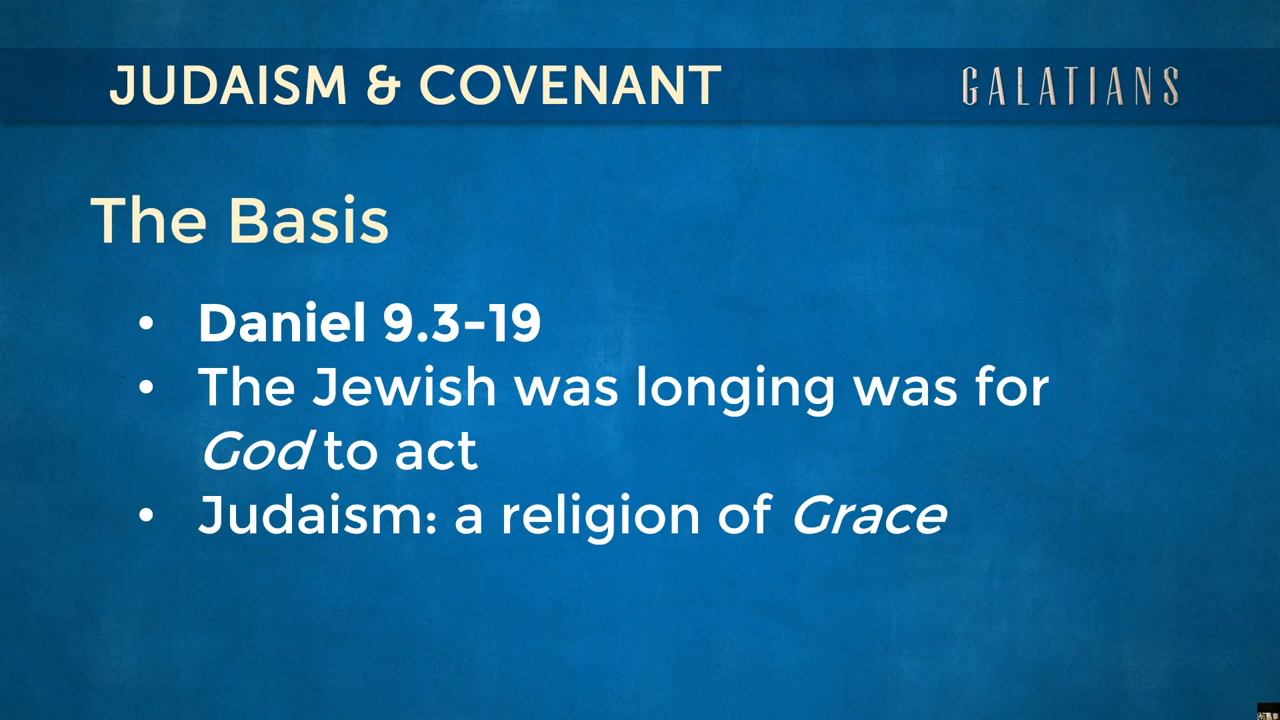 JUDAISM & COVENANT
GALATIANS
The Basis
• Daniel 9.3-19
• The Jewish was longing was for
God to act
• Judaism: a religion of Grace